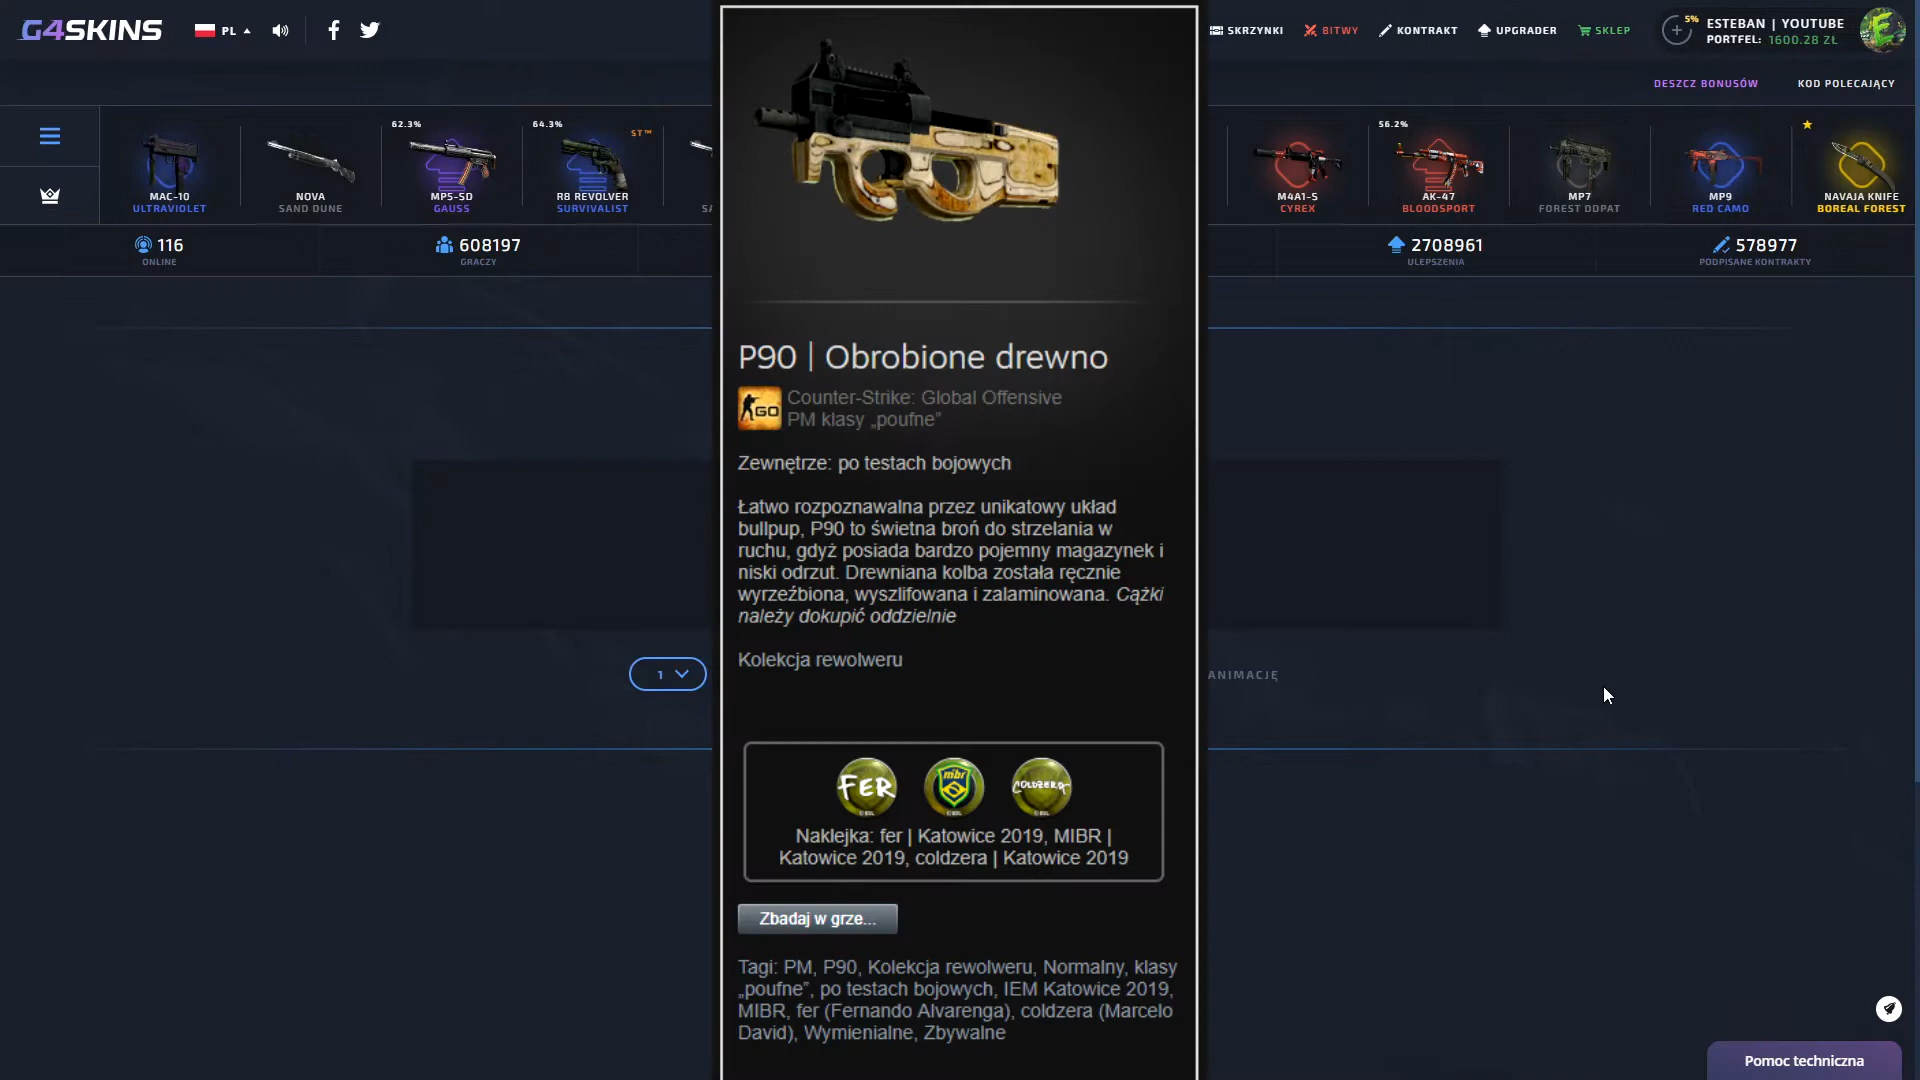 G4SKINS
PL
SKRZYNKI
BITWY
KONTRAKT
UPGRADER
SKLEP
5%
ESTEBAN | YOUTUBE
PORTFEL: 1600.28 ZŁ
DESZCZ BONUSÓW
KOD POLECAJĄCY
MAC-10
ULTRAVIOLET
NOVA
SAND DUNE
62.3%
MP5-SD
GAUSS
64.3%
ST™
R8 REVOLVER
SURVIVALIST
M4A1-S
CYREX
56.2%
AK-47
BLOODSPORT
MP7
FOREST DDPAT
MP9
RED CAMO
NAVAJA KNIFE
BOREAL FOREST
116
ONLINE
608197
GRACZY
2708961
ULEPSZENIA
578977
PODPISANE KONTRAKTY
P90 | Obrobione drewno
GO
Counter-Strike: Global Offensive
PM klasy „poufne”
Zewnętrze: po testach bojowych
Łatwo rozpoznawalna przez unikatowy układ
bullpup, P90 to świetna broń do strzelania w
ruchu, gdyż posiada bardzo pojemny magazynek i
niski odrzut. Drewniana kolba została ręcznie
wyrzeźbiona, wyszlifowana i zalaminowana. Cążki
należy dokupić oddzielnie
Kolekcja rewolweru
1
ANIMACJĘ
FER
mibr
COLDZERA
Naklejka: fer | Katowice 2019, MIBR |
Katowice 2019, coldzera | Katowice 2019
Zbadaj w grze...
Tagi: PM, P90, Kolekcja rewolweru, Normalny, klasy
„poufne”, po testach bojowych, IEM Katowice 2019,
MIBR, fer (Fernando Alvarenga), coldzera (Marcelo
David), Wymienialne, Zbywalne
Pomoc techniczna